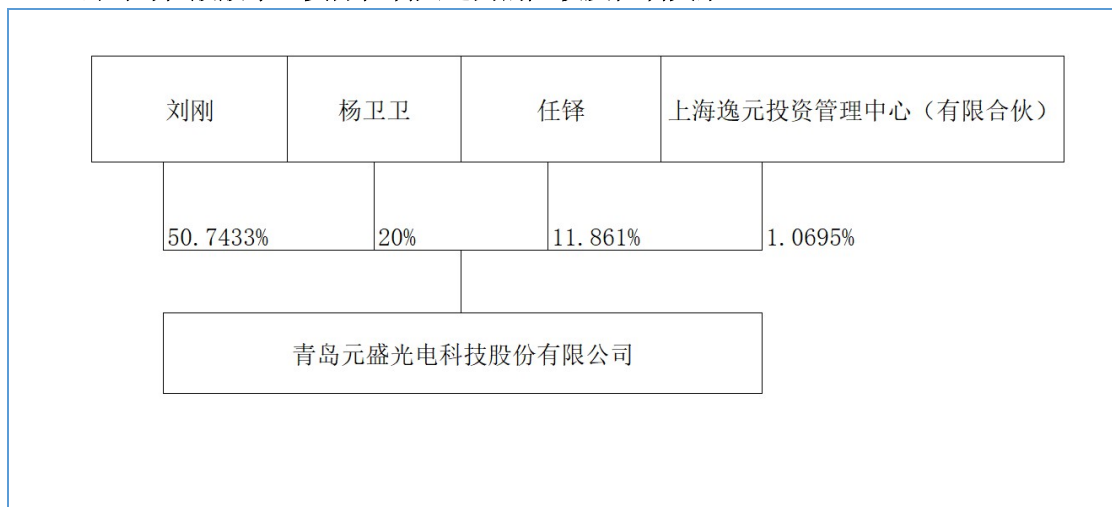 刘刚
杨卫卫
任铎
上海逸元投资管理中心（有限合伙）
50.7433%
20%
11.861%
1.0695%
青岛元盛光电科技股份有限公司